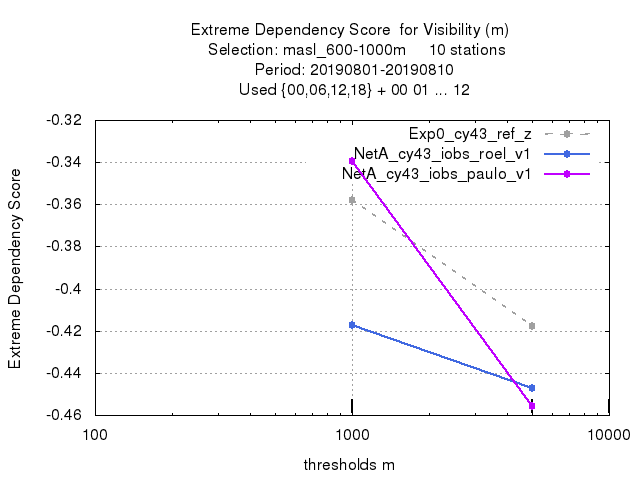 Extreme Dependency Score  for Visibility (m)
Selection: masl_600-1000m     10 stations
Period: 20190801-20190810
Used {00,06,12,18} + 00 01 ... 12
Extreme Dependency Score
-0.32
-0.34
-0.36
-0.38
-0.4
-0.42
-0.44
-0.46
Exp0_cy43_ref_z
NetA_cy43_iobs_roel_v1
NetA_cy43_iobs_paulo_v1
100
1000
10000
thresholds m